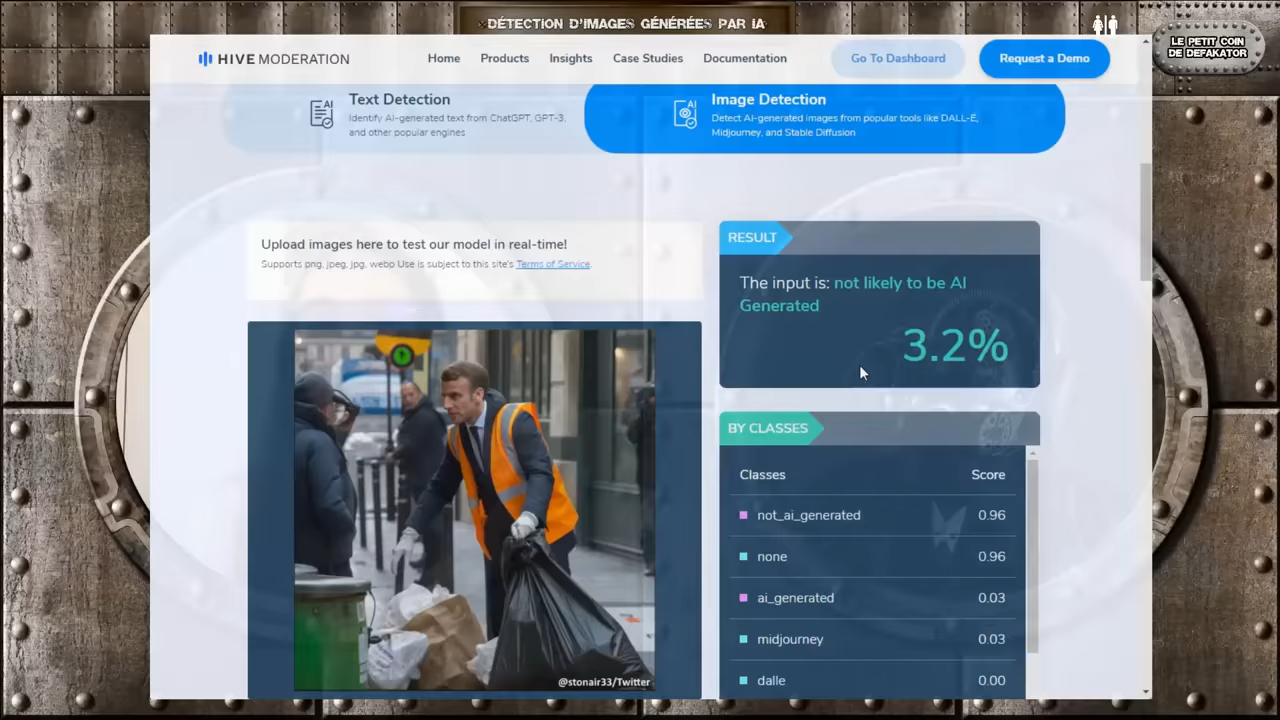 DÉTECTION D'IMAGES GÉNÉRÉES PAR IA
LE PETIT COIN
DE DEFAKATOR
HIVE MODERATION
Home
Products
Insights
Case Studies
Documentation
Go To Dashboard
Request a Demo
AI
Text Detection
Identify AI-generated text from ChatGPT, GPT-3,
and other popular engines
AI
Image Detection
Detect AI-generated images from popular tools like DALL-E,
Midjourney, and Stable Diffusion
Upload images here to test our model in real-time!
Supports png, jpeg, jpg, webp Use is subject to this site's Terms of Service.
RESULT
The input is: not likely to be AI
Generated
3.2%
BY CLASSES
Classes Score
not_ai_generated 0.96
none 0.96
ai_generated 0.03
midjourney 0.03
dalle 0.00
@stonair33/Twitter